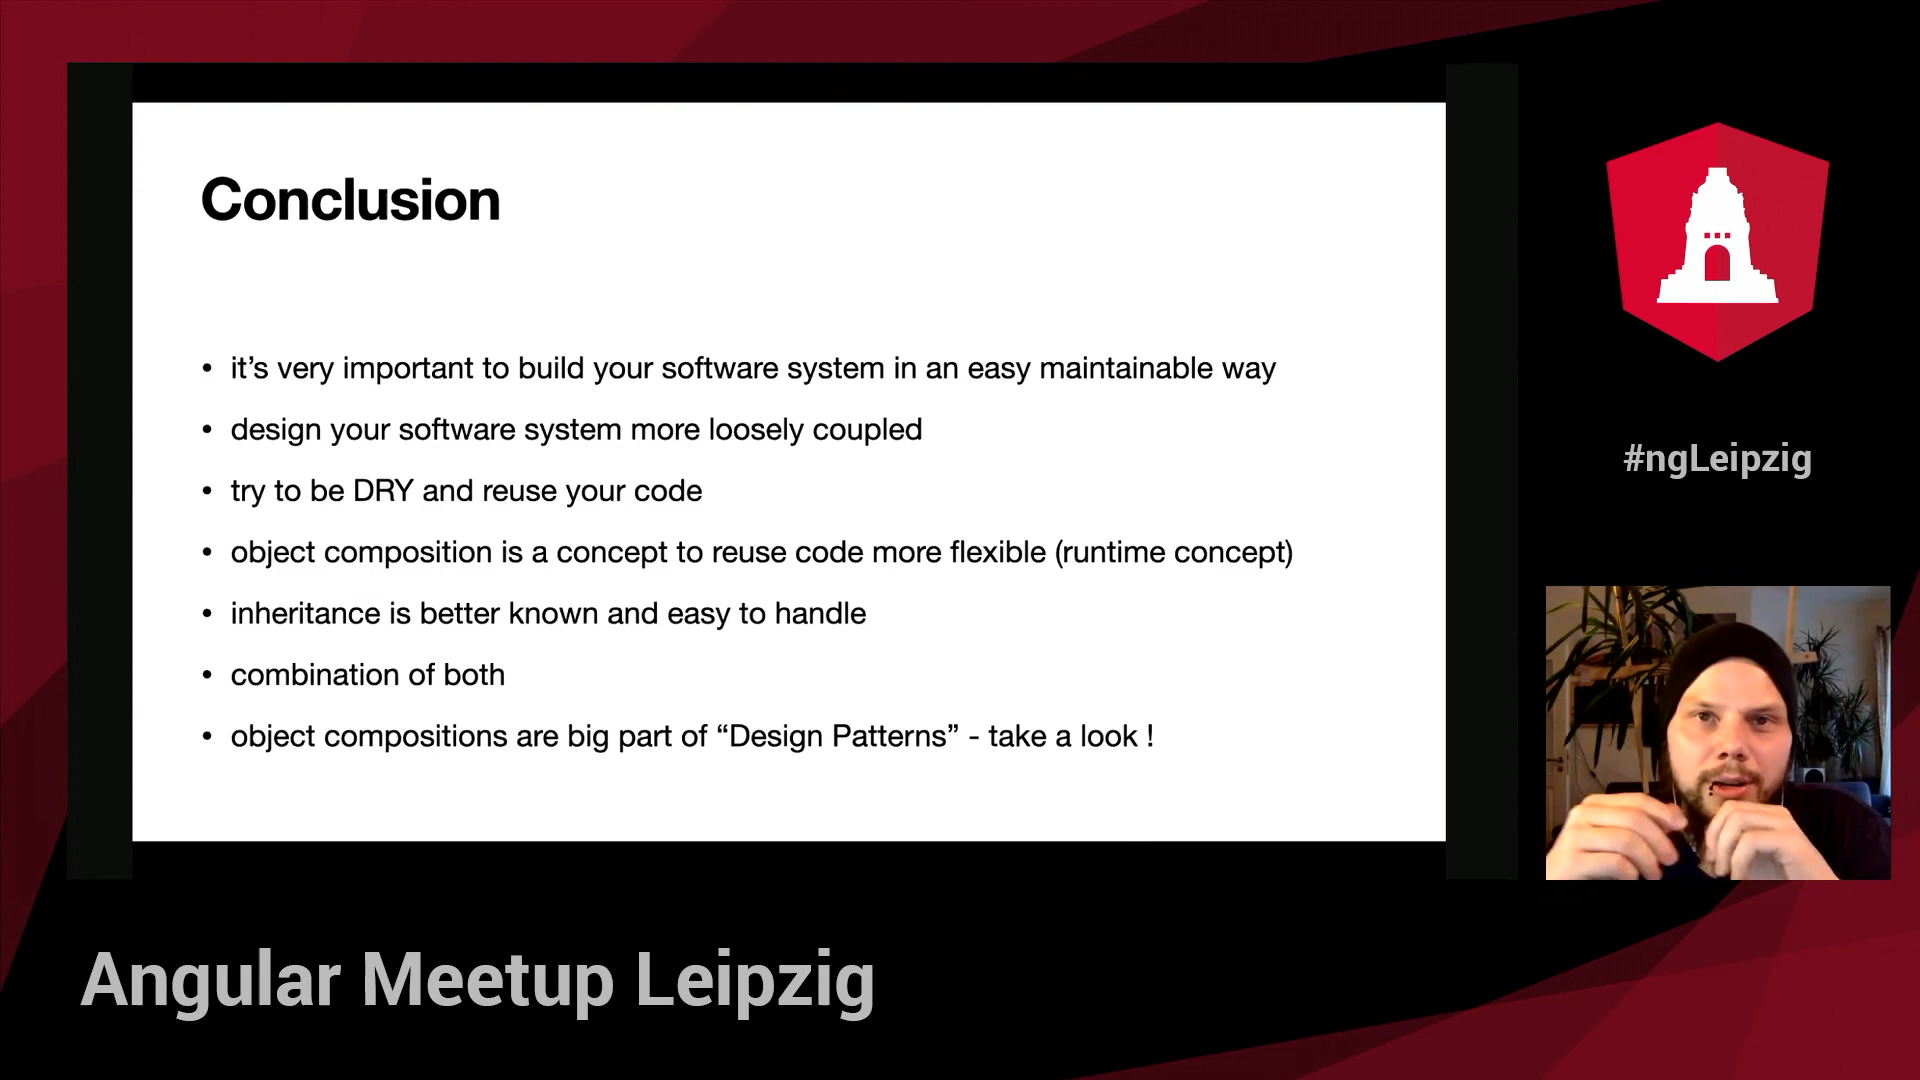 Conclusion
• it’s very important to build your software system in an easy maintainable way
• design your software system more loosely coupled
• try to be DRY and reuse your code
• object composition is a concept to reuse code more flexible (runtime concept)
• inheritance is better known and easy to handle
• combination of both
• object compositions are big part of “Design Patterns” - take a look !
#ngLeipzig
Angular Meetup Leipzig